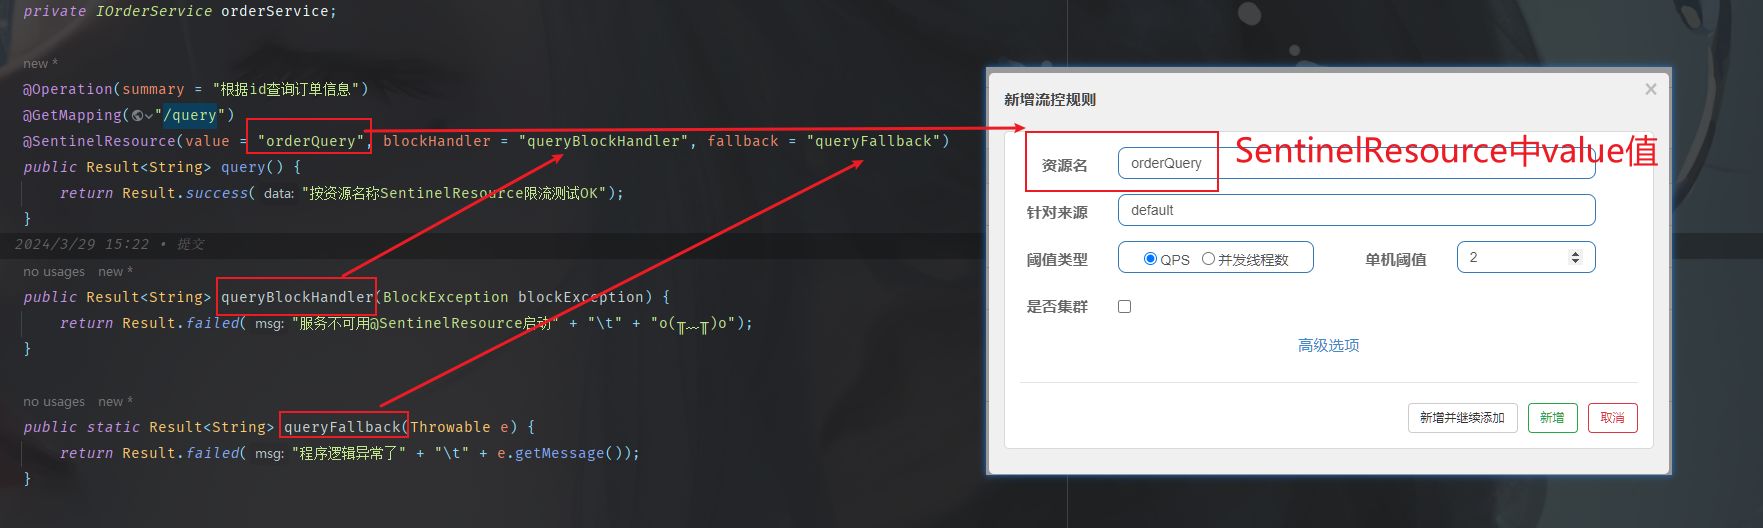 private IOrderService orderService;
new *
@Operation(summary = "根据id查询订单信息")
@GetMapping("/query")
@SentinelResource(value = "orderQuery", blockHandler = "queryBlockHandler", fallback = "queryFallback")
public Result<String> query() {
return Result.success( data: "按资源名称SentinelResource限流测试OK");
}
2024/3/29 15:22 • 提交
no usages new *
public Result<String> queryBlockHandler(BlockException blockException) {
return Result.failed( msg: "服务不可用@SentinelResource启动" + "\t" + "o(╥﹏╥)o");
}
no usages new *
public static Result<String> queryFallback(Throwable e) {
return Result.failed( msg: "程序逻辑异常了" + "\t" + e.getMessage());
}
新增流控规则
×
资源名 orderQuery
SentinelResource中value值
针对来源 default
阈值类型 QPS 并发线程数 单机阈值 2
是否集群
高级选项
新增并继续添加 新增 取消